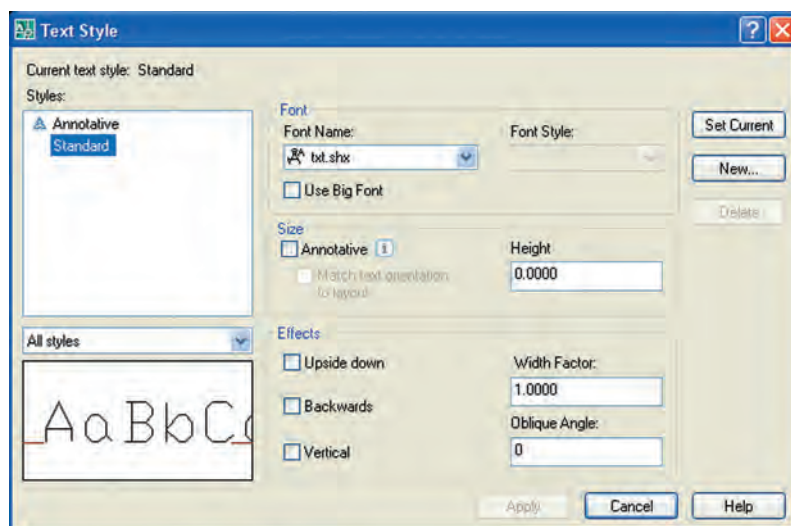 Text Style
Current text style: Standard
Styles:
Annotative
Standard
All styles
AaBbC
Font
Font Name:
txt.shx
Use Big Font
Font Style:
Size
Annotative
Match text orientation
to layout
Height
0.0000
Effects
Upside down
Backwards
Vertical
Width Factor:
1.0000
Oblique Angle:
0
Set Current
New...
Delete
Apply
Cancel
Help